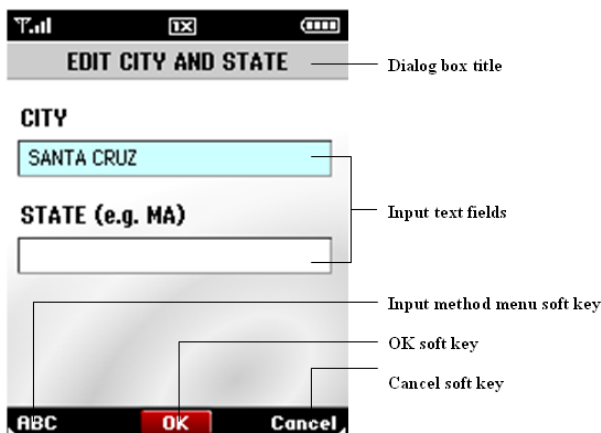 1X
EDIT CITY AND STATE
Dialog box title
CITY
SANTA CRUZ
STATE (e.g. MA)
Input text fields
Input method menu soft key
OK soft key
Cancel soft key
ABC
OK
Cancel